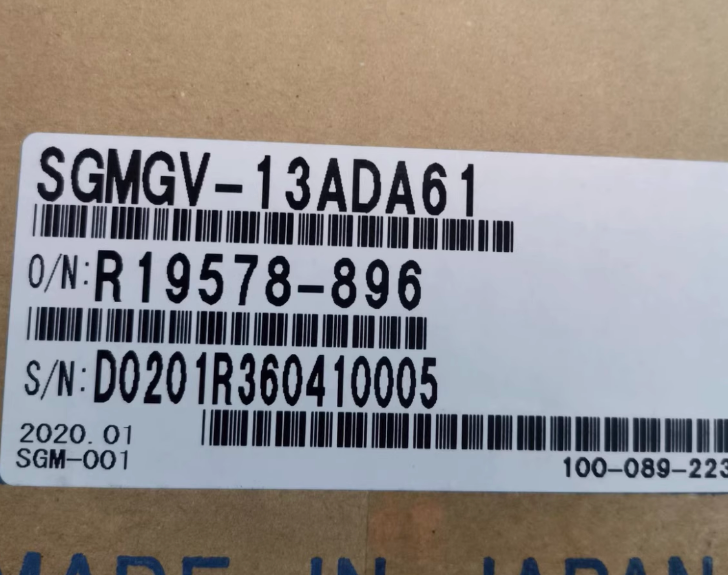 SGMGV-13ADA61
O/N:R19578-896
S/N:D0201R360410005
2020.01
SGM-001
100-089-223
MADE IN JAPAN